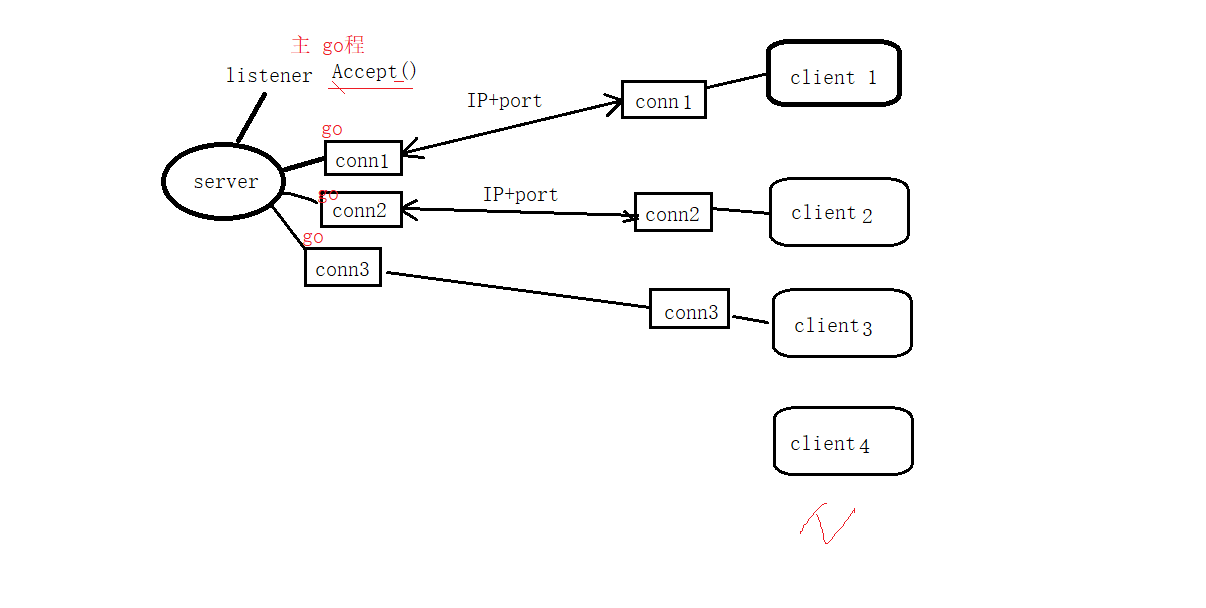 主 go程
listener Accept_()
IP+port
conn1
client 1
go
conn1
server
go
conn2
IP+port
conn2
client 2
go
conn3
conn3
client 3
client 4
N